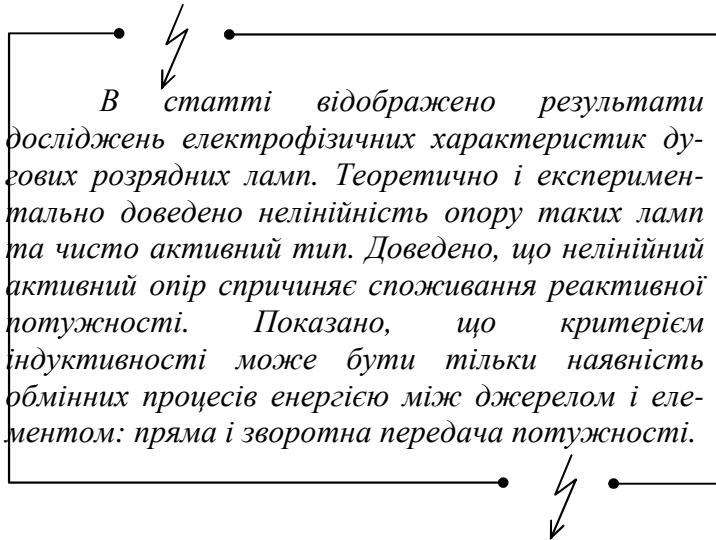 В статті відображено результати
досліджень електрофізичних характеристик ду-
гових розрядних ламп. Теоретично і експеримен-
тально доведено нелінійність опору таких ламп
та чисто активний тип. Доведено, що нелінійний
активний опір спричиняє споживання реактивної
потужності. Показано, що критерієм
індуктивності може бути тільки наявність
обмінних процесів енергією між джерелом і еле-
ментом: пряма і зворотна передача потужності.